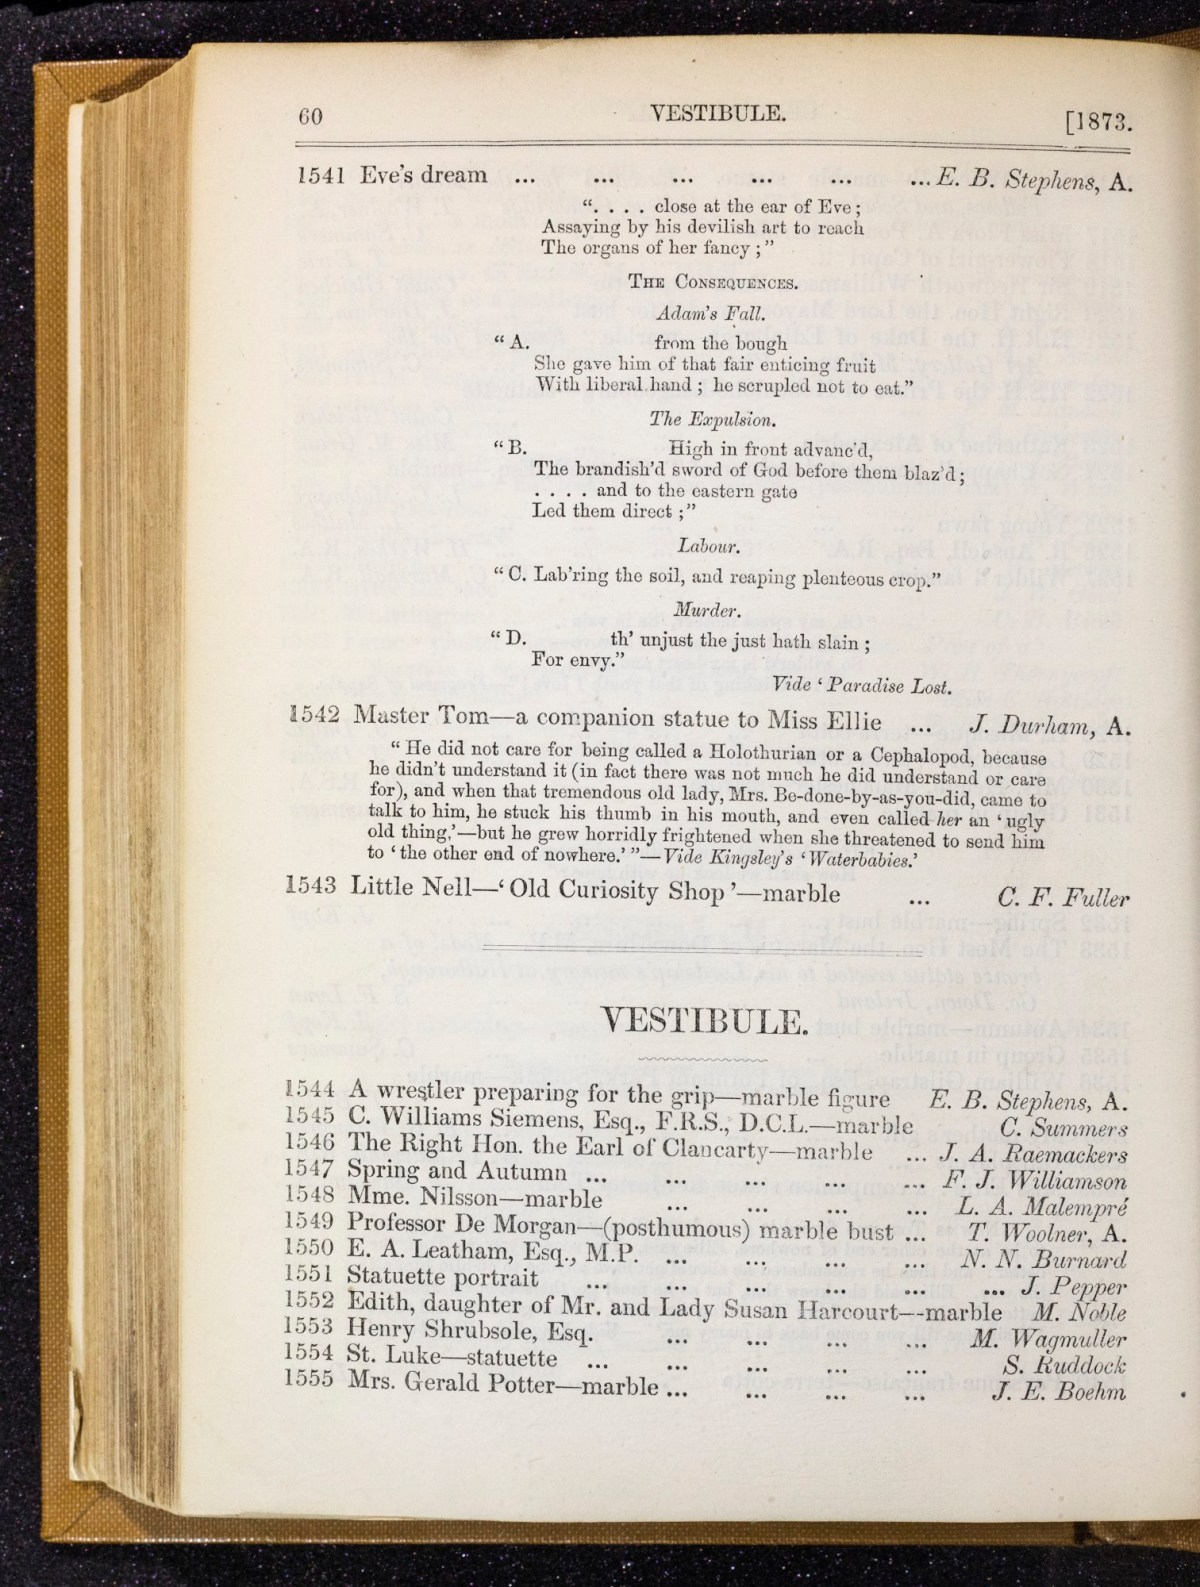 60 VESTIBULE. [1873.
1541 Eve's dream ... ... ... ... ... ... E. B. Stephens, A.
". . . . close at the ear of Eve;
Assaying by his devilish art to reach
The organs of her fancy;"
THE CONSEQUENCES.
Adam's Fall.
"A. from the bough
She gave him of that fair enticing fruit
With liberal hand; he scrupled not to eat."
The Expulsion.
"B. High in front advanc'd,
The brandish'd sword of God before them blaz'd;
. . . . and to the eastern gate
Led them direct;"
Labour.
"C. Lab'ring the soil, and reaping plenteous crop."
Murder.
"D. th' unjust the just hath slain;
For envy."
Vide 'Paradise Lost.
1542 Master Tom—a companion statue to Miss Ellie ... J. Durham, A.
"He did not care for being called a Holothurian or a Cephalopod, because
he didn't understand it (in fact there was not much he did understand or care
for), and when that tremendous old lady, Mrs. Be-done-by-as-you-did, came to
talk to him, he stuck his thumb in his mouth, and even called her an 'ugly
old thing,'—but he grew horridly frightened when she threatened to send him
to 'the other end of nowhere.'"—Vide Kingsley's 'Waterbabies.'
1543 Little Nell—'Old Curiosity Shop'—marble ... C. F. Fuller
VESTIBULE.
1544 A wrestler preparing for the grip—marble figure E. B. Stephens, A.
1545 C. Williams Siemens, Esq., F.R.S., D.C.L.—marble C. Summers
1546 The Right Hon. the Earl of Clancarty—marble ... J. A. Raemackers
1547 Spring and Autumn ... ... ... ... ... F. J. Williamson
1548 Mme. Nilsson—marble ... ... ... ... L. A. Malempré
1549 Professor De Morgan—(posthumous) marble bust ... T. Woolner, A.
1550 E. A. Leatham, Esq., M.P. ... ... ... ... N. N. Burnard
1551 Statuette portrait ... ... ... ... ... ... J. Pepper
1552 Edith, daughter of Mr. and Lady Susan Harcourt—marble M. Noble
1553 Henry Shrubsole, Esq. ... ... ... ... M. Wagmuller
1554 St. Luke—statuette ... ... ... ... ... S. Ruddock
1555 Mrs. Gerald Potter—marble ... ... ... ... J. E. Boehm